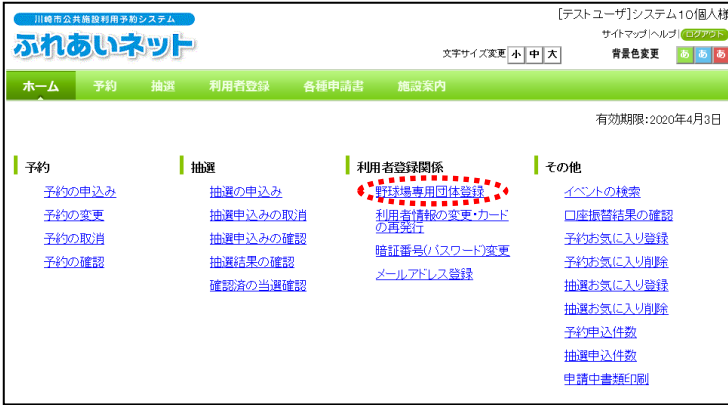 川崎市公共施設利用予約システム
ふれあいネット
[テストユーザ]システム10個人様
サイトマップ|ヘルプ|ログアウト
文字サイズ変更 小 中 大
背景色変更 あ あ あ
ホーム 予約 抽選 利用者登録 各種申請書 施設案内
有効期限:2020年4月3日
予約
予約の申込み
予約の変更
予約の取消
予約の確認
抽選
抽選の申込み
抽選申込みの取消
抽選申込みの確認
抽選結果の確認
確認済の当選確認
利用者登録関係
野球場専用団体登録
利用者情報の変更・カード
の再発行
暗証番号(パスワード)変更
メールアドレス登録
その他
イベントの検索
口座振替結果の確認
予約お気に入り登録
予約お気に入り削除
抽選お気に入り登録
抽選お気に入り削除
予約申込件数
抽選申込件数
申請中書類印刷